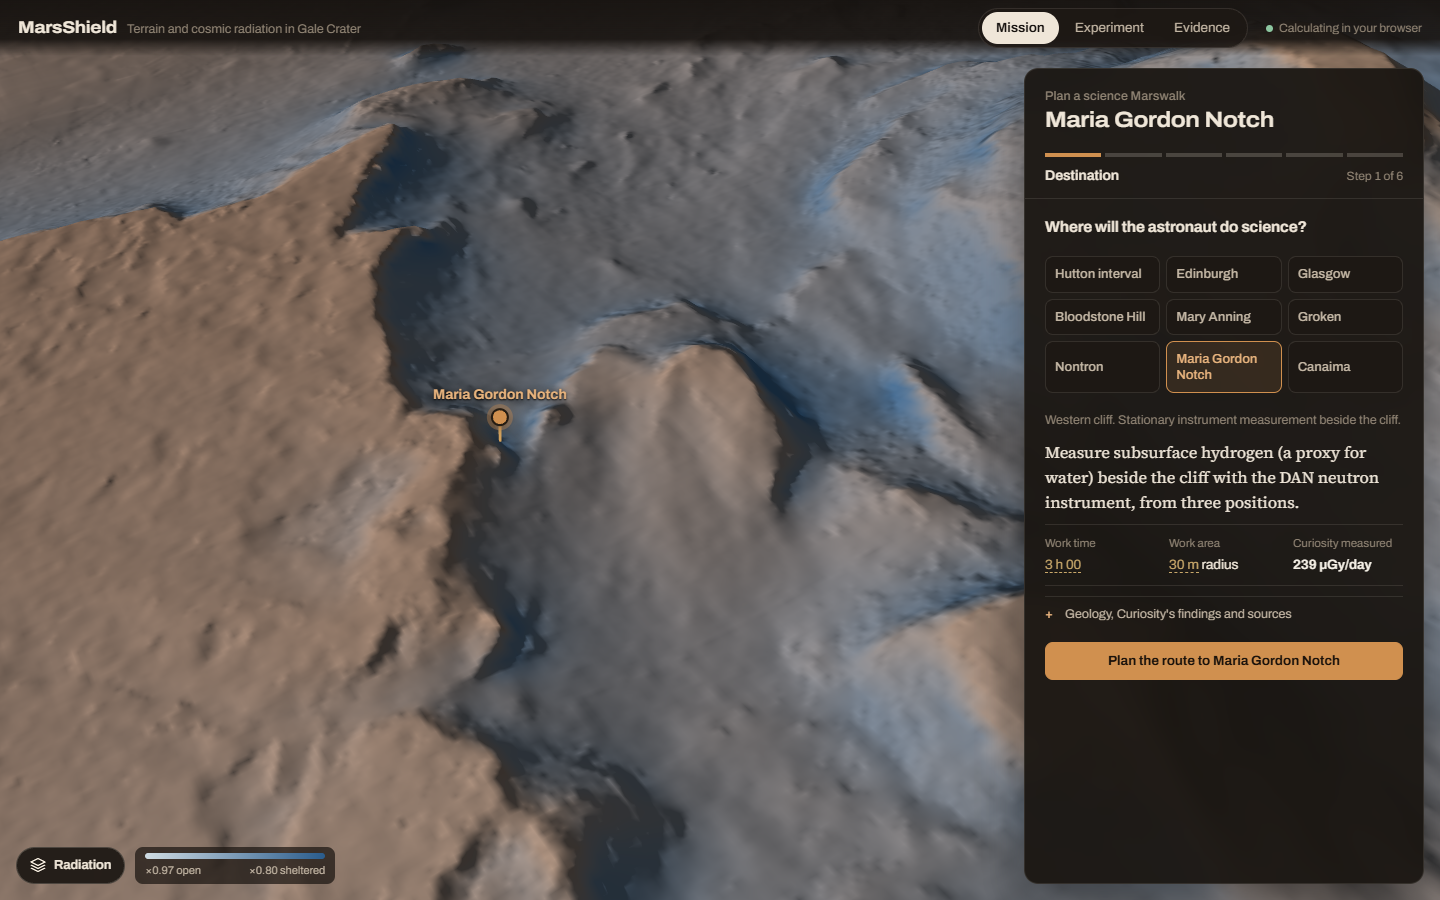 MarsShield Terrain and cosmic radiation in Gale Crater
Mission Experiment Evidence
Calculating in your browser
Plan a science Marswalk
Maria Gordon Notch
Destination Step 1 of 6
Where will the astronaut do science?
Hutton interval Edinburgh Glasgow
Bloodstone Hill Mary Anning Groken
Nontron Maria Gordon Notch Canaima
Western cliff. Stationary instrument measurement beside the cliff.
Measure subsurface hydrogen (a proxy for
water) beside the cliff with the DAN neutron
instrument, from three positions.
Work time Work area Curiosity measured
3 h 00 30 m radius 239 µGy/day
+ Geology, Curiosity's findings and sources
Plan the route to Maria Gordon Notch
Maria Gordon Notch
Radiation
×0.97 open ×0.80 sheltered